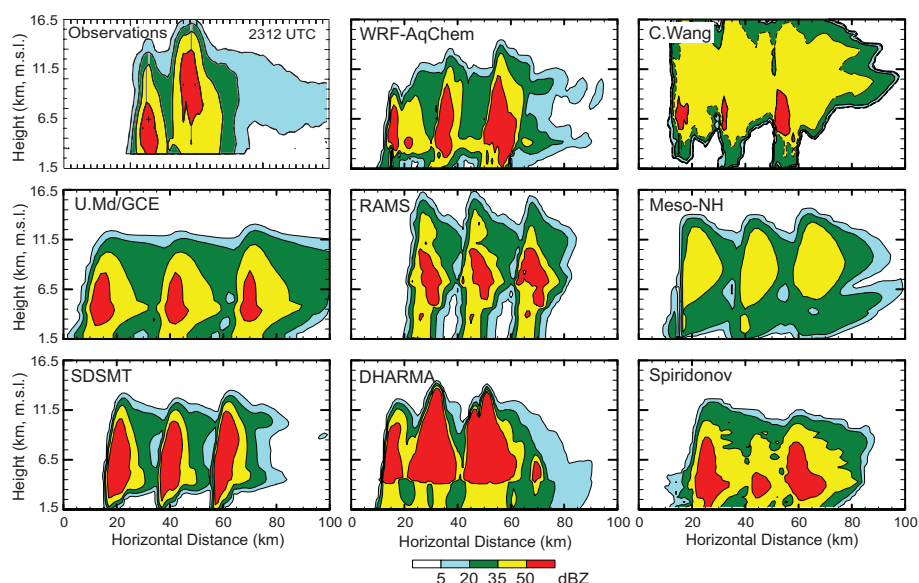 Observations 2312 UTC
WRF-AqChem
C.Wang
Height (km, m.s.l.)
16.5
11.5
6.5
1.5
U.Md/GCE
RAMS
Meso-NH
Height (km, m.s.l.)
16.5
11.5
6.5
1.5
SDSMT
DHARMA
Spiridonov
Height (km, m.s.l.)
16.5
11.5
6.5
1.5
0 20 40 60 80 100
0 20 40 60 80 100
0 20 40 60 80 100
Horizontal Distance (km)
Horizontal Distance (km)
Horizontal Distance (km)
5 20 35 50 dBZ